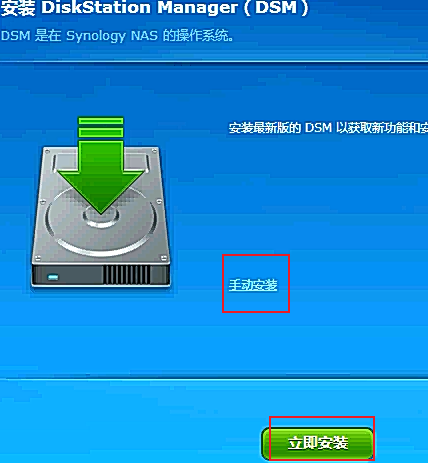 安装 DiskStation Manager（DSM）
DSM 是在 Synology NAS 的操作系统。
安装最新版的 DSM 以获取新功能和安
手动安装
立即安装